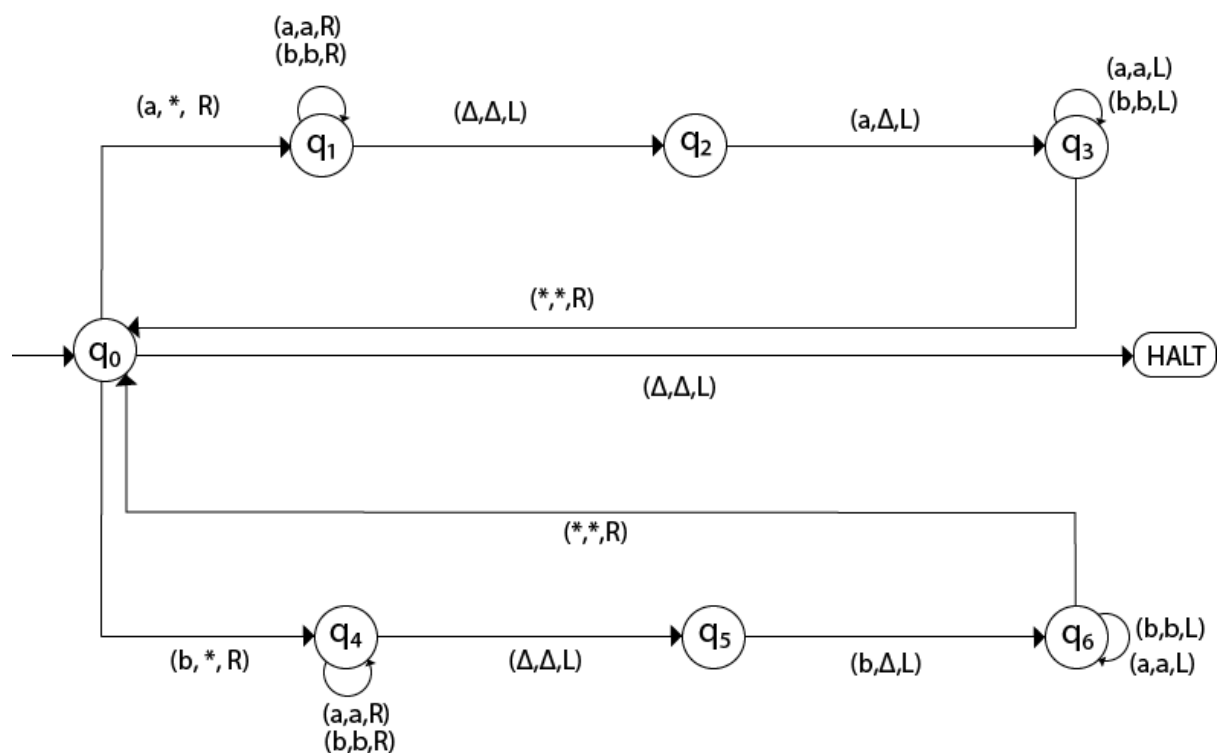 (a,a,R)
(b,b,R)
(a, *, R)
q₁
(Δ,Δ,L)
q₂
(a,Δ,L)
q₃
(a,a,L)
(b,b,L)
(*,*,R)
q₀
HALT
(Δ,Δ,L)
(*,*,R)
(b, *, R)
q₄
(a,a,R)
(b,b,R)
(Δ,Δ,L)
q₅
(b,Δ,L)
q₆
(b,b,L)
(a,a,L)